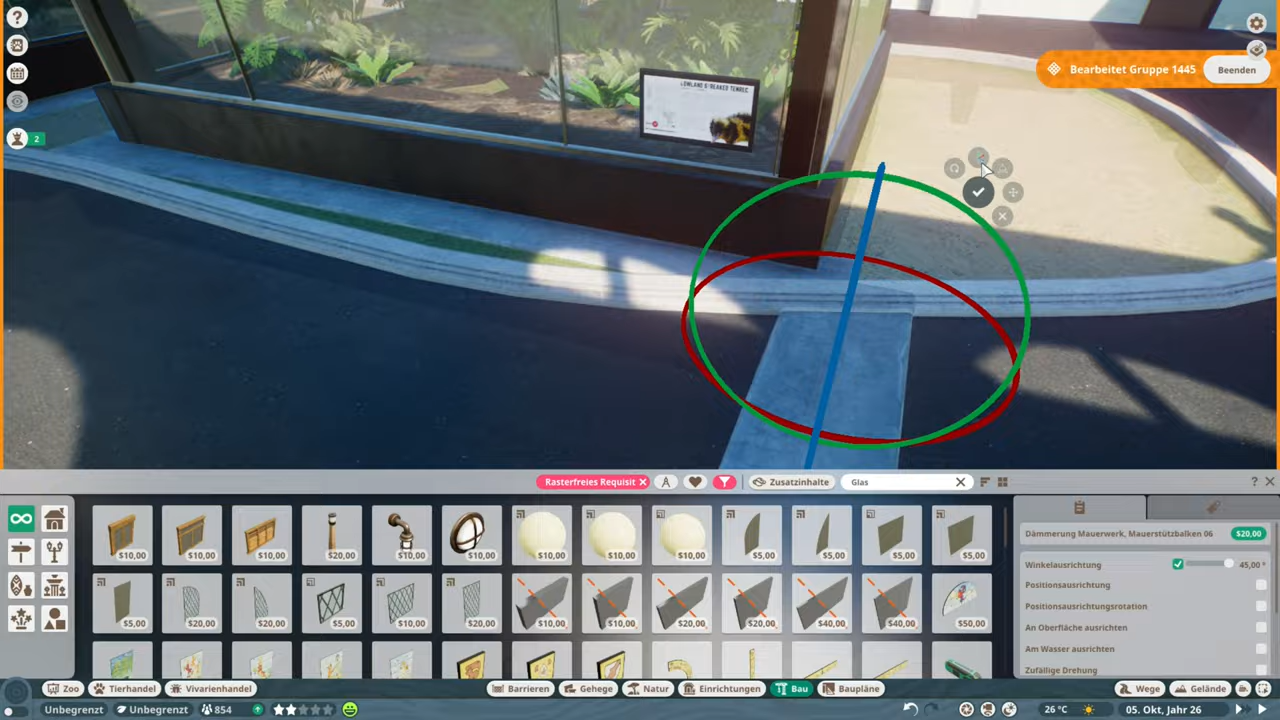 ?
Bearbeitet Gruppe 1445
Beenden
2
Rasterfreies Requisit ✕
Zusatzinhalte
Glas
? ✕
$10,00 $10,00 $10,00 $20,00 $10,00 $10,00 $10,00 $10,00 $10,00 $5,00 $5,00 $5,00 $5,00
$5,00 $20,00 $20,00 $5,00 $10,00 $20,00 $10,00 $10,00 $20,00 $20,00 $40,00 $40,00 $50,00
Dämmerung Mauerwerk, Mauerstützbalken 06 $20,00
Winkelausrichtung 45,00 °
Positionsausrichtung
Positionsausrichtungsrotation
An Oberfläche ausrichten
Am Wasser ausrichten
Zufällige Drehung
Zoo Tierhandel Vivarienhandel Barrieren Gehege Natur Einrichtungen Bau Baupläne Wege Gelände
Unbegrenzt Unbegrenzt 854 26 °C 05. Okt, Jahr 26